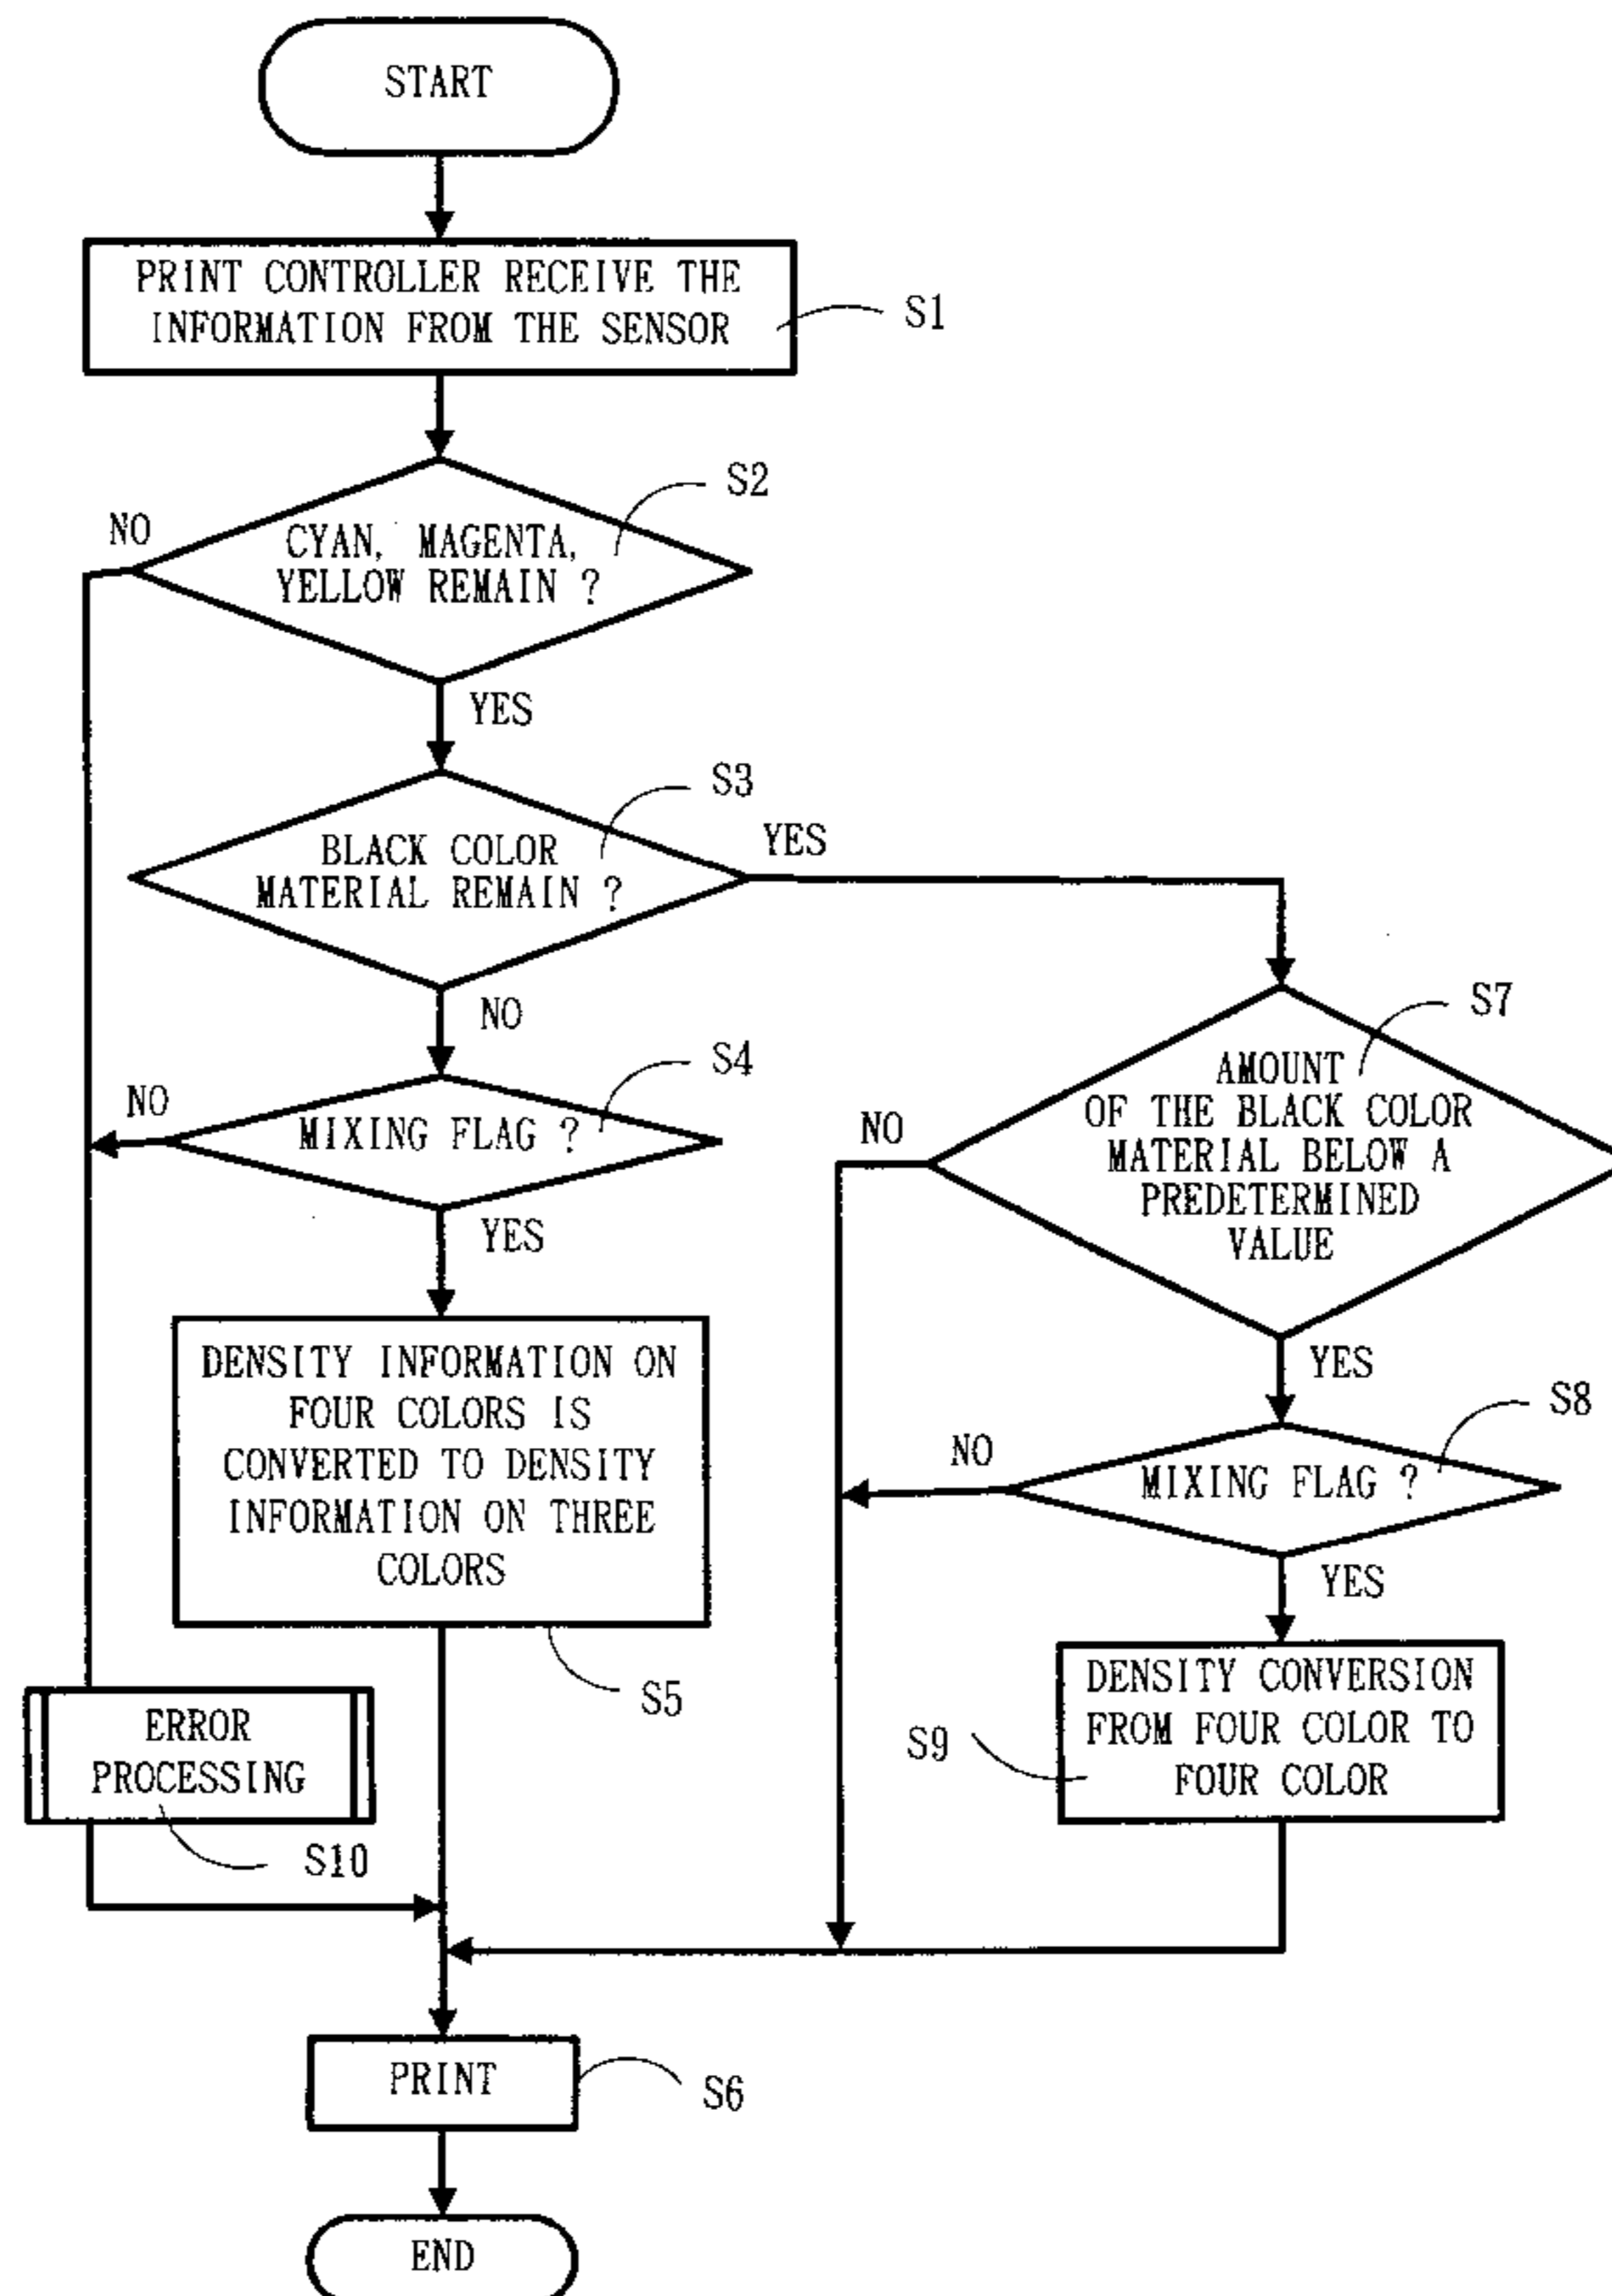 START
PRINT CONTROLLER RECEIVE THE
INFORMATION FROM THE SENSOR
S1
S2
NO
CYAN, MAGENTA,
YELLOW REMAIN ?
YES
S3
YES
BLACK COLOR
MATERIAL REMAIN ?
NO
S4
NO
MIXING FLAG ?
YES
S7
AMOUNT
OF THE BLACK COLOR
MATERIAL BELOW A
PREDETERMINED
VALUE
NO
YES
DENSITY INFORMATION ON
FOUR COLORS IS
CONVERTED TO DENSITY
INFORMATION ON THREE
COLORS
S5
S8
NO
MIXING FLAG ?
YES
ERROR
PROCESSING
S10
DENSITY CONVERSION
FROM FOUR COLOR TO
FOUR COLOR
S9
PRINT
S6
END